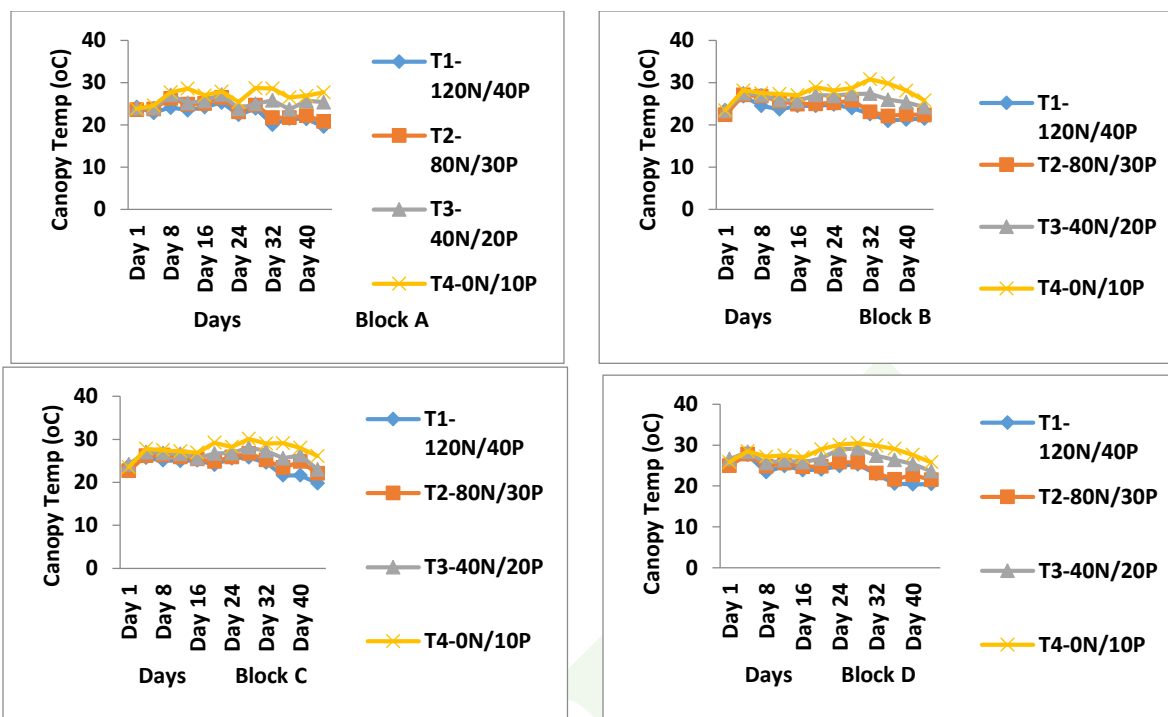 40
30
20
10
0
Canopy Temp (oC)
Day 1
Day 8
Day 16
Day 24
Day 32
Day 40
Days
Block A
T1-
120N/40P
T2-
80N/30P
T3-
40N/20P
T4-0N/10P
40
30
20
10
0
Canopy Temp (oC)
Day 1
Day 8
Day 16
Day 24
Day 32
Day 40
Days
Block B
T1-
120N/40P
T2-80N/30P
T3-40N/20P
T4-0N/10P
40
30
20
10
0
Canopy Temp (oC)
Day 1
Day 8
Day 16
Day 24
Day 32
Day 40
Days
Block C
T1-
120N/40P
T2-80N/30P
T3-40N/20P
T4-0N/10P
40
30
20
10
0
Canopy Temp (oC)
Day 1
Day 8
Day 16
Day 24
Day 32
Day 40
Days
Block D
T1-
120N/40P
T2-80N/30P
T3-40N/20P
T4-0N/10P